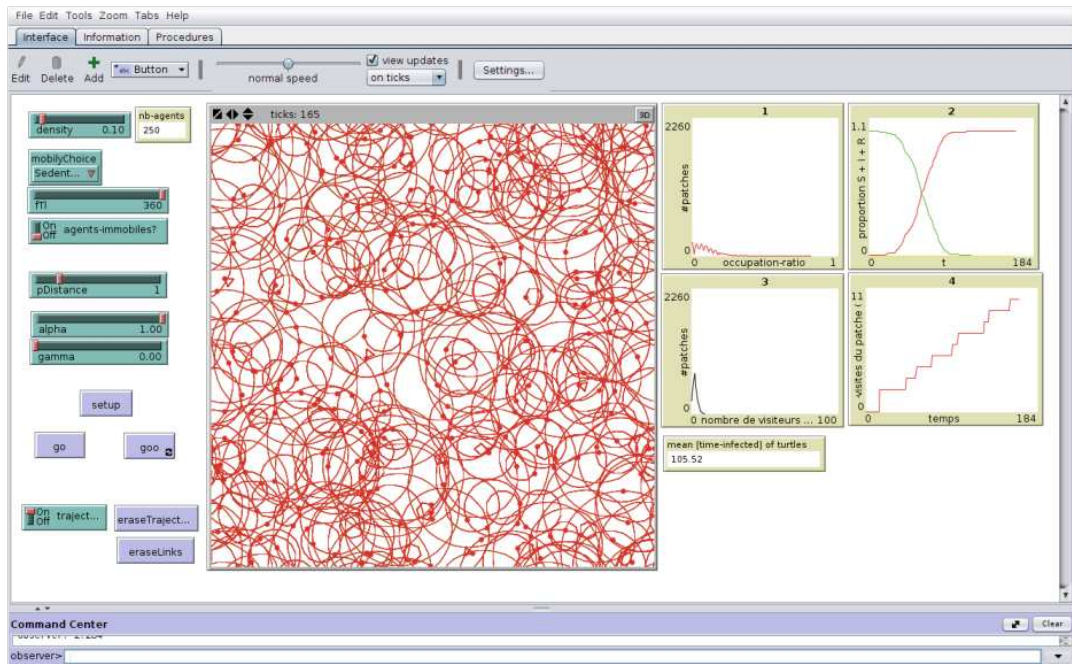 File Edit Tools Zoom Tabs Help
Interface Information Procedures
Edit Delete Add abc Button normal speed view updates on ticks Settings...
density 0.10
nb-agents
250
ticks: 165 3D
mobilyChoice
Sedent...
fTl 360
On Off agents-immobiles?
pDistance 1
alpha 1.00
gamma 0.00
setup
go goo
On Off traject... eraseTraject...
eraseLinks
1
2260
#patches
0
0 occupation-ratio 1
2
1.1
proportion S + I + R
0
0 t 184
3
2260
#patches
0
0 nombre de visiteurs ... 100
4
11
-visites du patche (
0
0 temps 184
mean [time-infected] of turtles
105.52
Command Center Clear
observer>